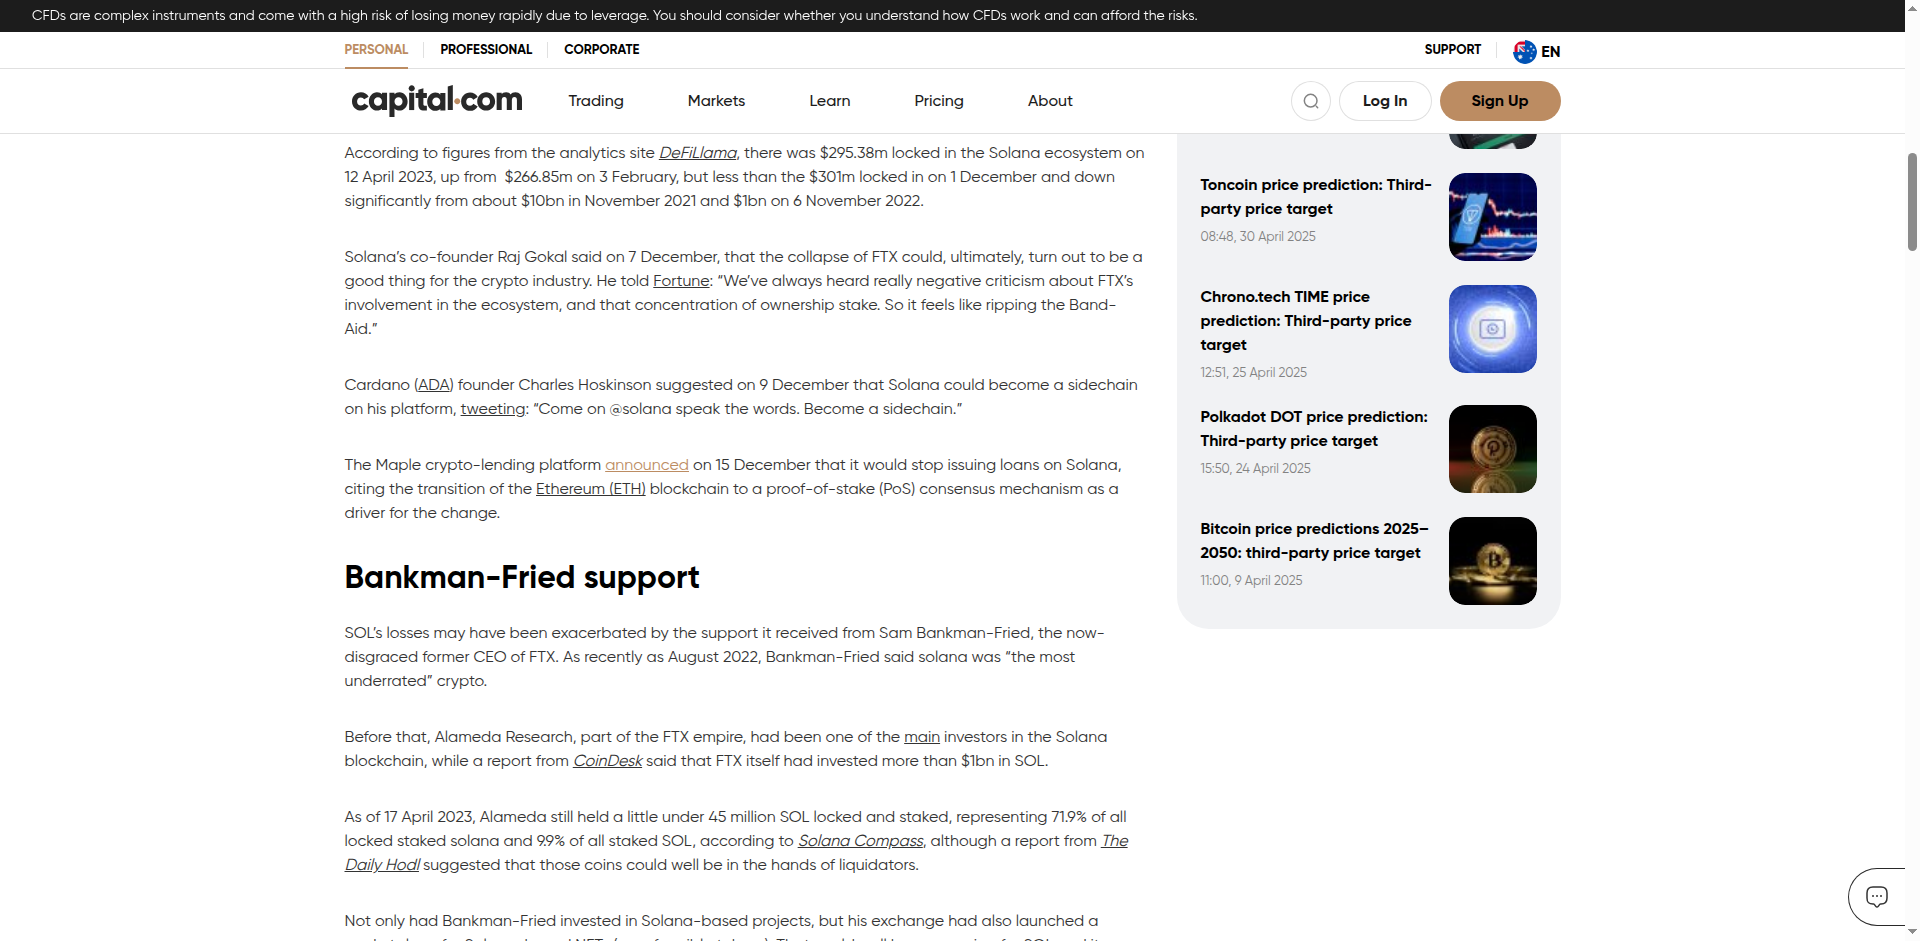 CFDs are complex instruments and come with a high risk of losing money rapidly due to leverage. You should consider whether you understand how CFDs work and can afford the risks.
PERSONAL
PROFESSIONAL
CORPORATE
SUPPORT
EN
capital.com
Trading
Markets
Learn
Pricing
About
Log In
Sign Up
According to figures from the analytics site DeFiLlama, there was $295.38m locked in the Solana ecosystem on
12 April 2023, up from  $266.85m on 3 February, but less than the $301m locked in on 1 December and down
significantly from about $10bn in November 2021 and $1bn on 6 November 2022.
Solana’s co-founder Raj Gokal said on 7 December, that the collapse of FTX could, ultimately, turn out to be a
good thing for the crypto industry. He told Fortune: “We’ve always heard really negative criticism about FTX’s
involvement in the ecosystem, and that concentration of ownership stake. So it feels like ripping the Band-
Aid.”
Cardano (ADA) founder Charles Hoskinson suggested on 9 December that Solana could become a sidechain
on his platform, tweeting: “Come on @solana speak the words. Become a sidechain.”
The Maple crypto-lending platform announced on 15 December that it would stop issuing loans on Solana,
citing the transition of the Ethereum (ETH) blockchain to a proof-of-stake (PoS) consensus mechanism as a
driver for the change.
Bankman-Fried support
SOL’s losses may have been exacerbated by the support it received from Sam Bankman-Fried, the now-
disgraced former CEO of FTX. As recently as August 2022, Bankman-Fried said solana was “the most
underrated” crypto.
Before that, Alameda Research, part of the FTX empire, had been one of the main investors in the Solana
blockchain, while a report from CoinDesk said that FTX itself had invested more than $1bn in SOL.
As of 17 April 2023, Alameda still held a little under 45 million SOL locked and staked, representing 71.9% of all
locked staked solana and 9.9% of all staked SOL, according to Solana Compass, although a report from The
Daily Hodl suggested that those coins could well be in the hands of liquidators.
Not only had Bankman-Fried invested in Solana-based projects, but his exchange had also launched a
Toncoin price prediction: Third-
party price target
08:48, 30 April 2025
Chrono.tech TIME price
prediction: Third-party price
target
12:51, 25 April 2025
Polkadot DOT price prediction:
Third-party price target
15:50, 24 April 2025
Bitcoin price predictions 2025–
2050: third-party price target
11:00, 9 April 2025